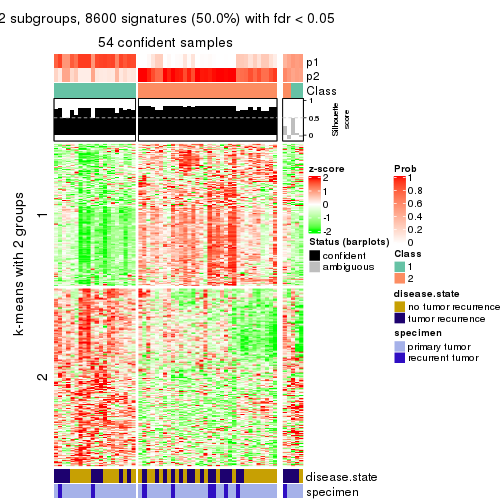 2 subgroups, 8600 signatures (50.0%) with fdr < 0.05
54 confident samples
p1
p2
Class
1
0.5
0
Silhouette
score
k-means with 2 groups
1
2
z-score
2
1
0
-1
-2
Status (barplots)
confident
ambiguous
Prob
1
0.8
0.6
0.4
0.2
0
Class
1
2
disease.state
no tumor recurrence
tumor recurrence
specimen
primary tumor
recurrent tumor
disease.state
specimen